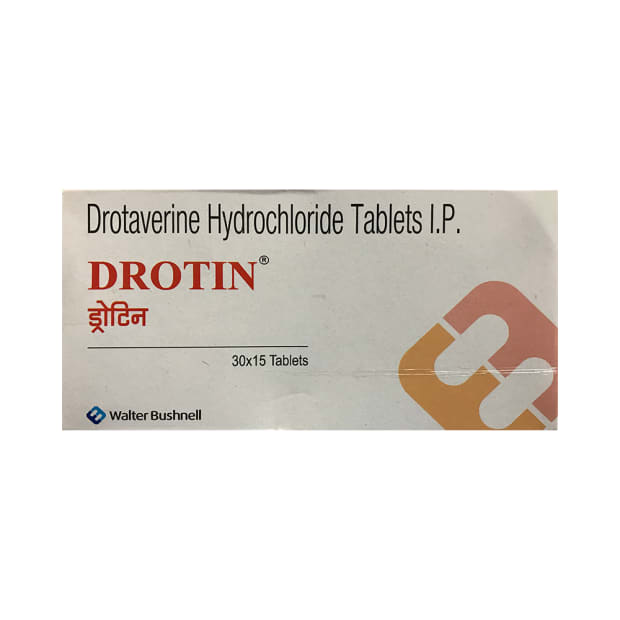 Drotaverine Hydrochloride Tablets I.P.
DROTIN®
ड्रोटिन
30x15 Tablets
Walter Bushnell